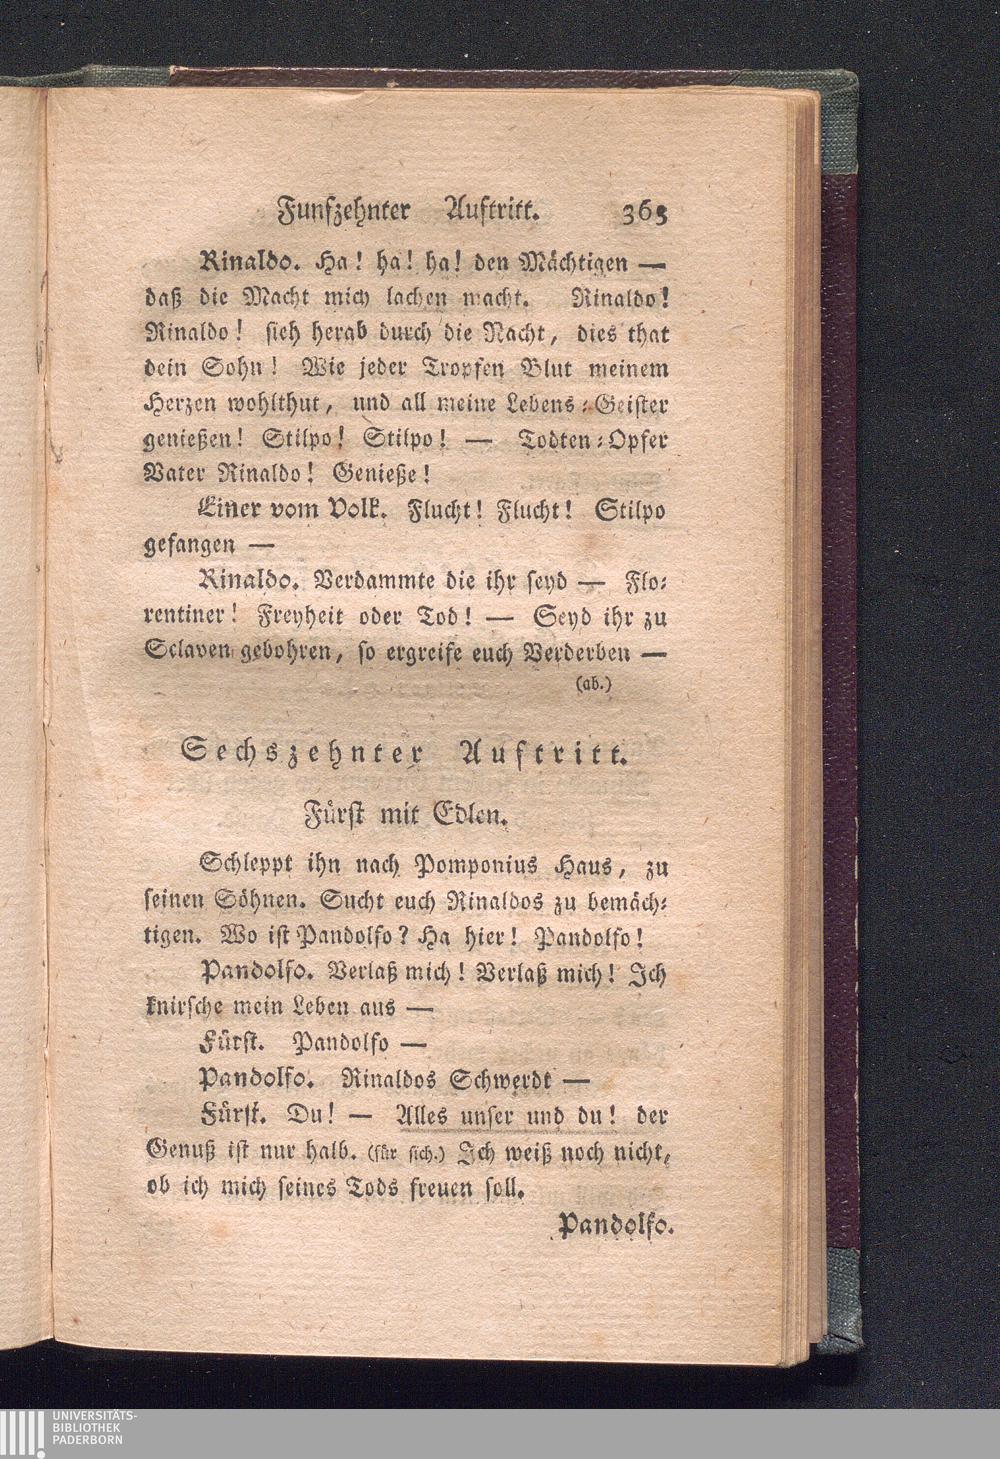 Funfzehnter Auftritt. 365
Rinaldo. Ha! ha! ha! den Mächtigen —
daß die Macht mich lachen macht. Rinaldo!
Rinaldo! sieh herab durch die Nacht, dies that
dein Sohn! Wie jeder Tropfen Blut meinem
Herzen wohlthut, und all meine Lebens-Geister
genießen! Stilpo! Stilpo! — Todten-Opfer
Vater Rinaldo! Genieße!
Einer vom Volk. Flucht! Flucht! Stilpo
gefangen —
Rinaldo. Verdammte die ihr seyd — Flo-
rentiner! Freyheit oder Tod! — Seyd ihr zu
Sclaven gebohren, so ergreife euch Verderben —
(ab.)
Sechszehnter Auftritt.
Fürst mit Edlen.
Schleppt ihn nach Pomponius Haus, zu
seinen Söhnen. Sucht euch Rinaldos zu bemäch-
tigen. Wo ist Pandolfo? Ha hier! Pandolfo!
Pandolfo. Verlaß mich! Verlaß mich! Ich
knirsche mein Leben aus —
Fürst. Pandolfo —
Pandolfo. Rinaldos Schwerdt —
Fürst. Du! — Alles unser und du! der
Genuß ist nur halb. (für sich.) Ich weiß noch nicht,
ob ich mich seines Tods freuen soll.
Pandolfo.
UNIVERSITÄTS-
BIBLIOTHEK
PADERBORN